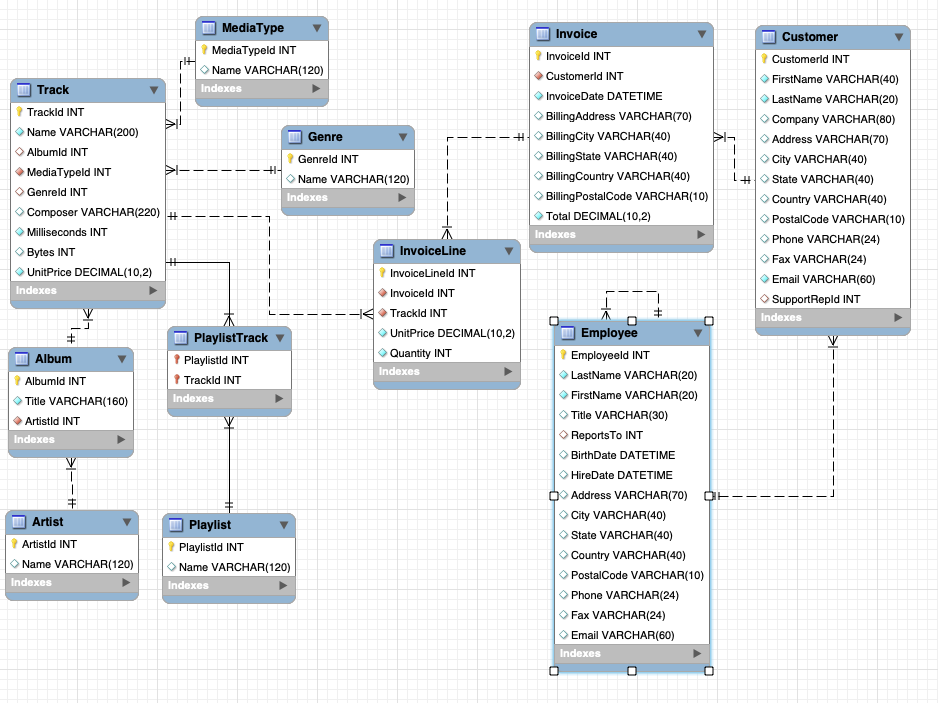 MediaType
MediaTypeId INT
Name VARCHAR(120)
Indexes
Track
TrackId INT
Name VARCHAR(200)
AlbumId INT
MediaTypeId INT
GenreId INT
Composer VARCHAR(220)
Milliseconds INT
Bytes INT
UnitPrice DECIMAL(10,2)
Indexes
Genre
GenreId INT
Name VARCHAR(120)
Indexes
Invoice
InvoiceId INT
CustomerId INT
InvoiceDate DATETIME
BillingAddress VARCHAR(70)
BillingCity VARCHAR(40)
BillingState VARCHAR(40)
BillingCountry VARCHAR(40)
BillingPostalCode VARCHAR(10)
Total DECIMAL(10,2)
Indexes
Customer
CustomerId INT
FirstName VARCHAR(40)
LastName VARCHAR(20)
Company VARCHAR(80)
Address VARCHAR(70)
City VARCHAR(40)
State VARCHAR(40)
Country VARCHAR(40)
PostalCode VARCHAR(10)
Phone VARCHAR(24)
Fax VARCHAR(24)
Email VARCHAR(60)
SupportRepId INT
Indexes
InvoiceLine
InvoiceLineId INT
InvoiceId INT
TrackId INT
UnitPrice DECIMAL(10,2)
Quantity INT
Indexes
PlaylistTrack
PlaylistId INT
TrackId INT
Indexes
Album
AlbumId INT
Title VARCHAR(160)
ArtistId INT
Indexes
Employee
EmployeeId INT
LastName VARCHAR(20)
FirstName VARCHAR(20)
Title VARCHAR(30)
ReportsTo INT
BirthDate DATETIME
HireDate DATETIME
Address VARCHAR(70)
City VARCHAR(40)
State VARCHAR(40)
Country VARCHAR(40)
PostalCode VARCHAR(10)
Phone VARCHAR(24)
Fax VARCHAR(24)
Email VARCHAR(60)
Indexes
Artist
ArtistId INT
Name VARCHAR(120)
Indexes
Playlist
PlaylistId INT
Name VARCHAR(120)
Indexes